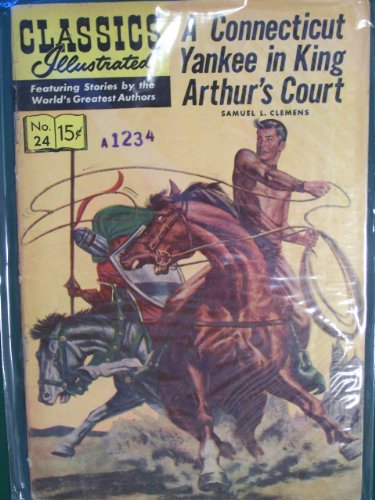 CLASSICS
Illustrated
Featuring Stories by the
World's Greatest Authors
No.
24
15¢
A Connecticut
Yankee in King
Arthur's Court
SAMUEL L. CLEMENS
A1234